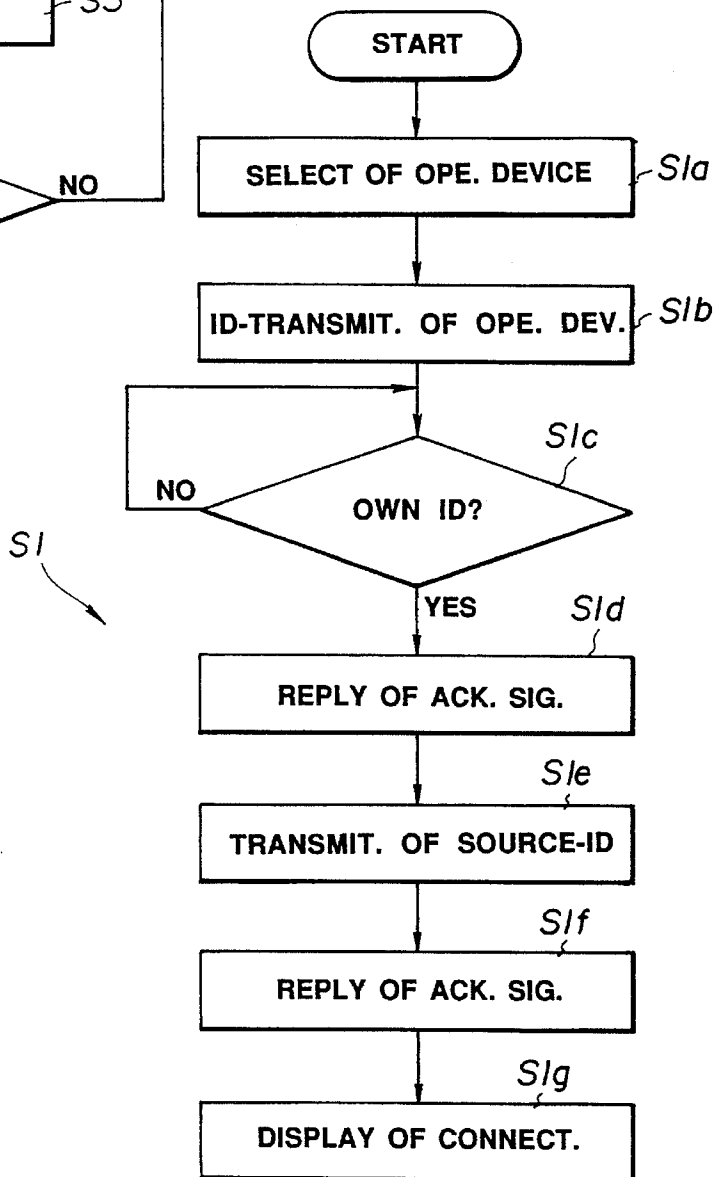 START
SELECT OF OPE. DEVICE
S1a
ID-TRANSMIT. OF OPE. DEV.
S1b
S1c
NO
OWN ID?
S1
YES
S1d
REPLY OF ACK. SIG.
S1e
TRANSMIT. OF SOURCE-ID
S1f
REPLY OF ACK. SIG.
S1g
DISPLAY OF CONNECT.
NO